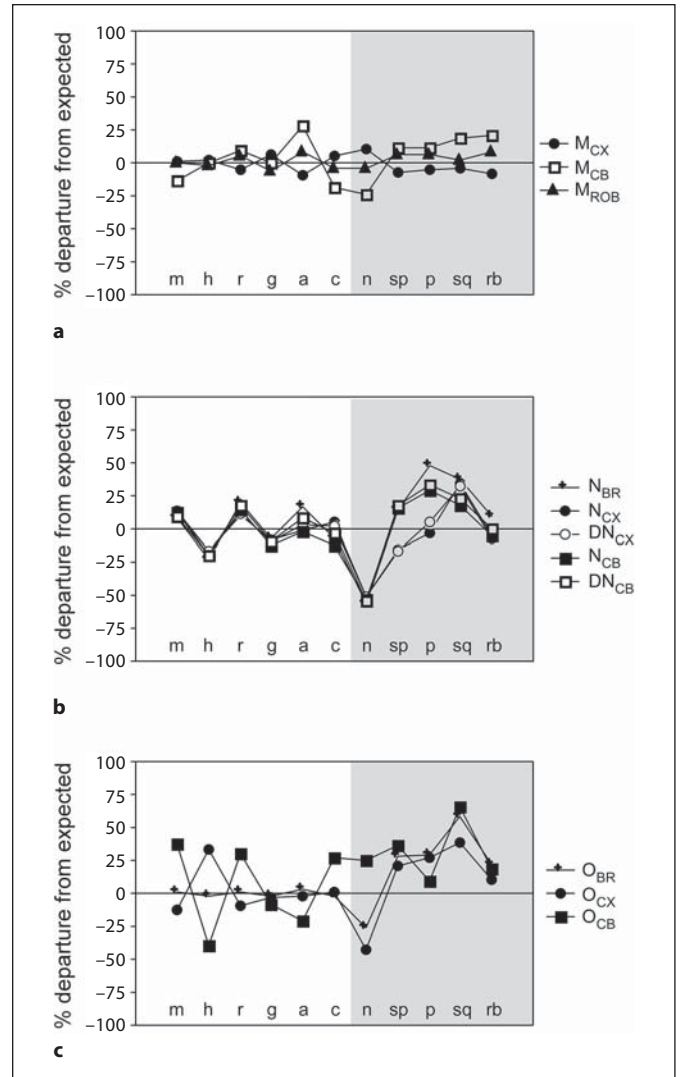 % departure from expected
100
75
50
25
0
−25
−50
−75
−100
m h r g a c n sp p sq rb
M_CX
M_CB
M_ROB
a
% departure from expected
100
75
50
25
0
−25
−50
−75
−100
m h r g a c n sp p sq rb
N_BR
N_CX
DN_CX
N_CB
DN_CB
b
% departure from expected
100
75
50
25
0
−25
−50
−75
−100
m h r g a c n sp p sq rb
O_BR
O_CX
O_CB
c